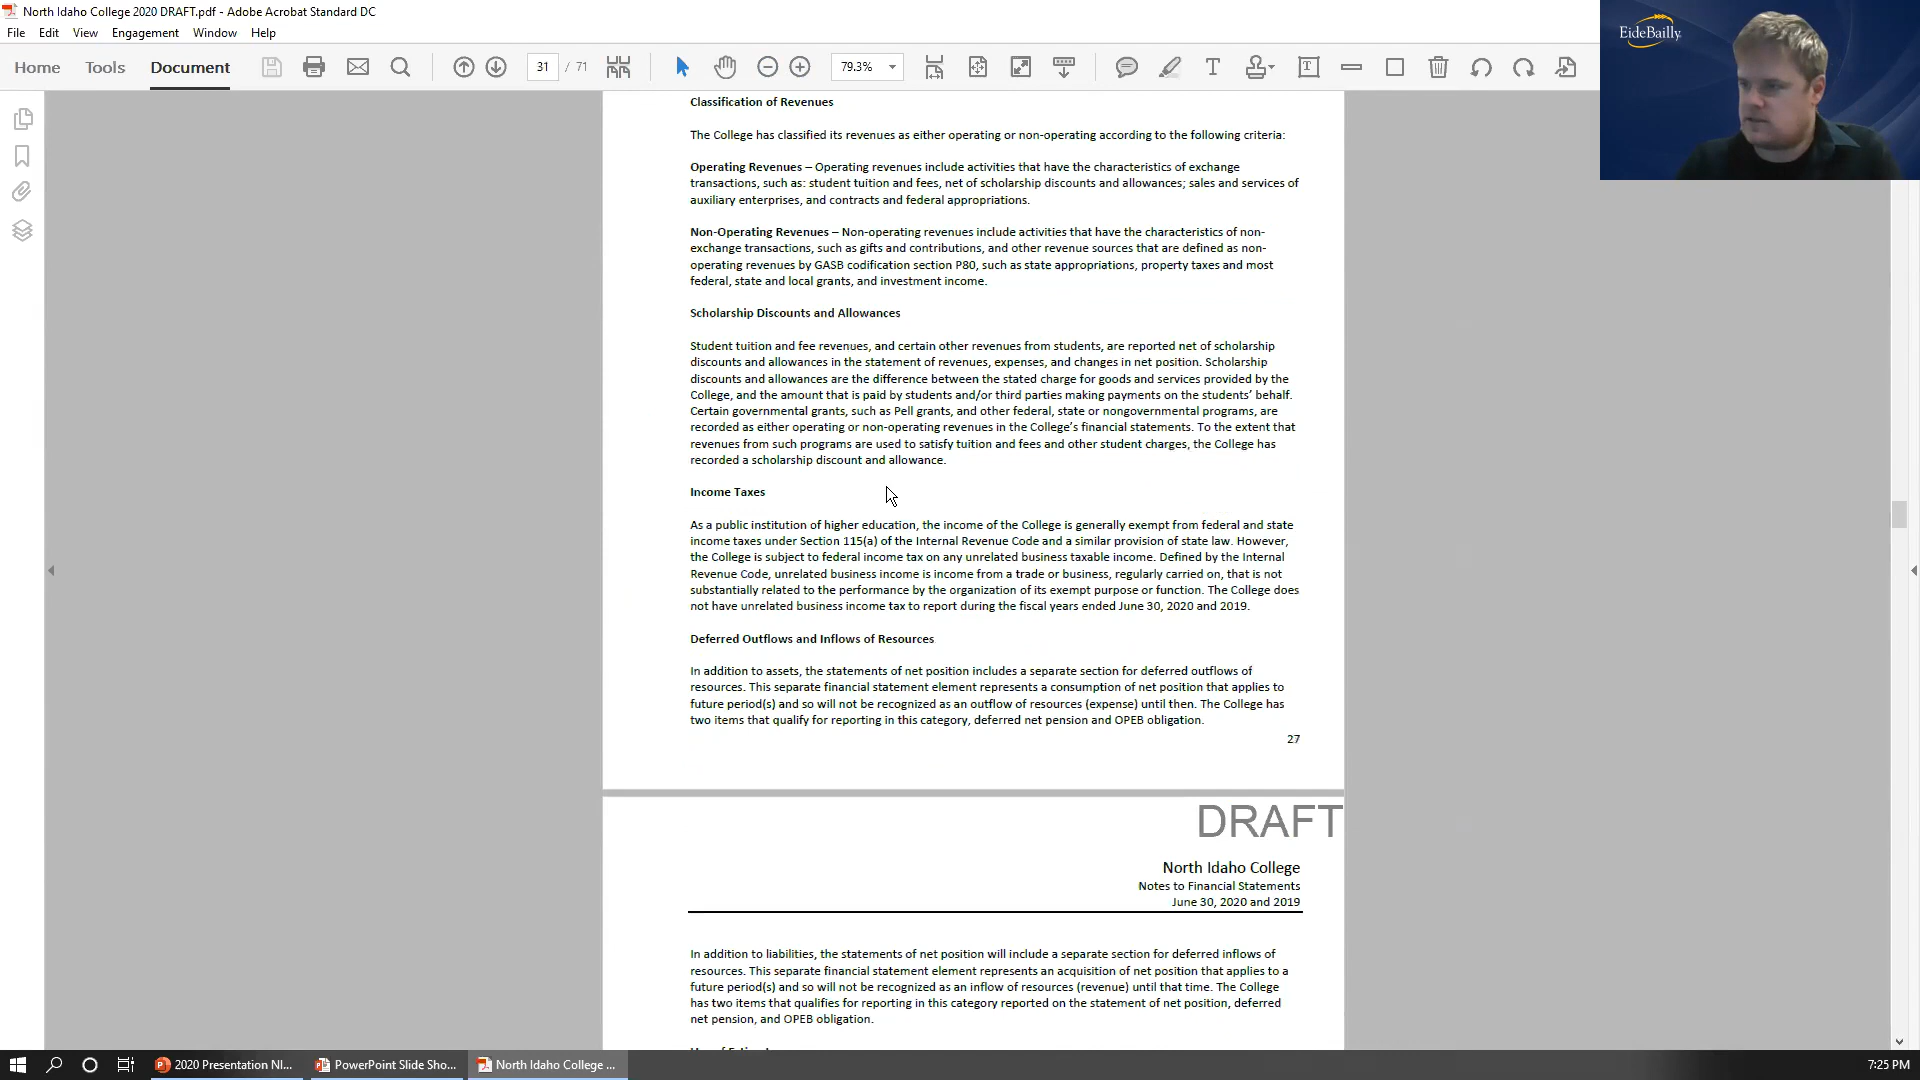 North Idaho College 2020 DRAFT.pdf - Adobe Acrobat Standard DC
File Edit View Engagement Window Help
Home Tools Document 31 / 71 79.3%
EideBailly
Classification of Revenues
The College has classified its revenues as either operating or non-operating according to the following criteria:
Operating Revenues – Operating revenues include activities that have the characteristics of exchange
transactions, such as: student tuition and fees, net of scholarship discounts and allowances; sales and services of
auxiliary enterprises, and contracts and federal appropriations.
Non-Operating Revenues – Non-operating revenues include activities that have the characteristics of non-
exchange transactions, such as gifts and contributions, and other revenue sources that are defined as non-
operating revenues by GASB codification section P80, such as state appropriations, property taxes and most
federal, state and local grants, and investment income.
Scholarship Discounts and Allowances
Student tuition and fee revenues, and certain other revenues from students, are reported net of scholarship
discounts and allowances in the statement of revenues, expenses, and changes in net position. Scholarship
discounts and allowances are the difference between the stated charge for goods and services provided by the
College, and the amount that is paid by students and/or third parties making payments on the students’ behalf.
Certain governmental grants, such as Pell grants, and other federal, state or nongovernmental programs, are
recorded as either operating or non-operating revenues in the College’s financial statements. To the extent that
revenues from such programs are used to satisfy tuition and fees and other student charges, the College has
recorded a scholarship discount and allowance.
Income Taxes
As a public institution of higher education, the income of the College is generally exempt from federal and state
income taxes under Section 115(a) of the Internal Revenue Code and a similar provision of state law. However,
the College is subject to federal income tax on any unrelated business taxable income. Defined by the Internal
Revenue Code, unrelated business income is income from a trade or business, regularly carried on, that is not
substantially related to the performance by the organization of its exempt purpose or function. The College does
not have unrelated business income tax to report during the fiscal years ended June 30, 2020 and 2019.
Deferred Outflows and Inflows of Resources
In addition to assets, the statements of net position includes a separate section for deferred outflows of
resources. This separate financial statement element represents a consumption of net position that applies to
future period(s) and so will not be recognized as an outflow of resources (expense) until then. The College has
two items that qualify for reporting in this category, deferred net pension and OPEB obligation.
27
DRAFT
North Idaho College
Notes to Financial Statements
June 30, 2020 and 2019
In addition to liabilities, the statements of net position will include a separate section for deferred inflows of
resources. This separate financial statement element represents an acquisition of net position that applies to a
future period(s) and so will not be recognized as an inflow of resources (revenue) until that time. The College
has two items that qualifies for reporting in this category reported on the statement of net position, deferred
net pension, and OPEB obligation.
2020 Presentation NI... PowerPoint Slide Sho... North Idaho College ... 7:25 PM